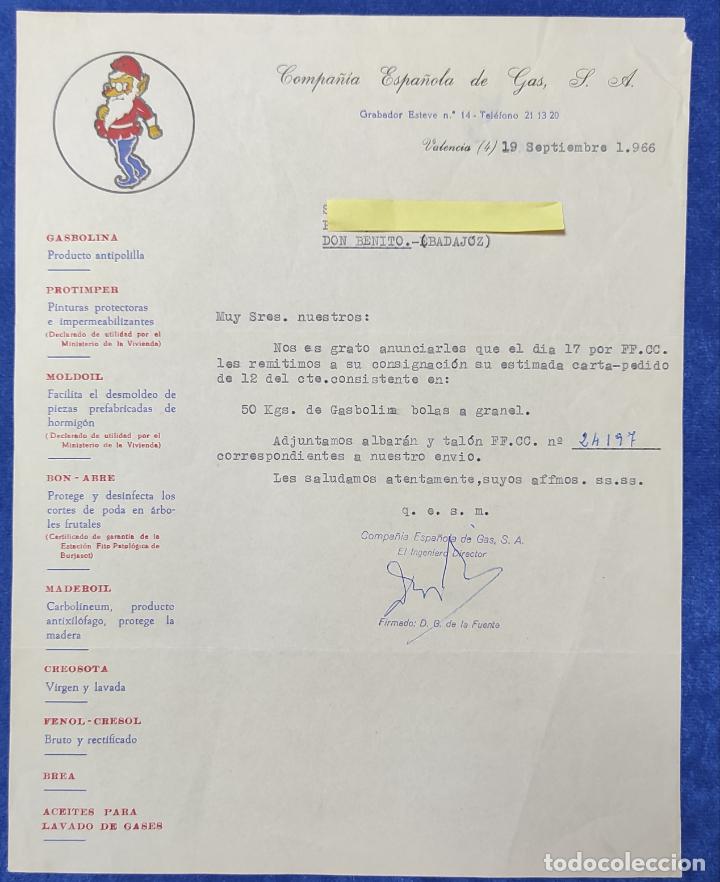 Compañía Española de Gas, S. A.
Grabador Esteve n.° 14 - Teléfono 21 13 20
Valencia (4) 19 Septiembre 1.966
DON BENITO.-(BADAJÓZ)
GASBOLINA
Producto antipolilla
PROTIMPER
Pinturas protectoras
e impermeabilizantes
(Declarado de utilidad por el
Ministerio de la Vivienda)
MOLDOIL
Facilita el desmoldeo de
piezas prefabricadas de
hormigón
(Declarado de utilidad por el
Ministerio de la Vivienda)
BON - ABRE
Protege y desinfecta los
cortes de poda en árbo-
les frutales
(Certificado de garantía de la
Estación Fito Patológica de
Burjasot)
MADEROIL
Carbolíneum, producto
antixilófago, protege la
madera
CREOSOTA
Virgen y lavada
FENOL - CRESOL
Bruto y rectificado
BREA
ACEITES PARA
LAVADO DE GASES
Muy Sres. nuestros:
Nos es grato anunciarles que el dia 17 por FF.CC.
les remitimos a su consignación su estimada carta-pedido
de 12 del cte.consistente en:
50 Kgs. de Gasbolim bolas a granel.
Adjuntamos albarán y talón FF.CC. nº 24197
correspondientes a nuestro envio.
Les saludamos atentamente,suyos affmos. ss.ss.
q. e. s. m.
Compañía Española de Gas, S. A.
El Ingeniero Director
Firmado: D. G. de la Fuente
todocoleccion